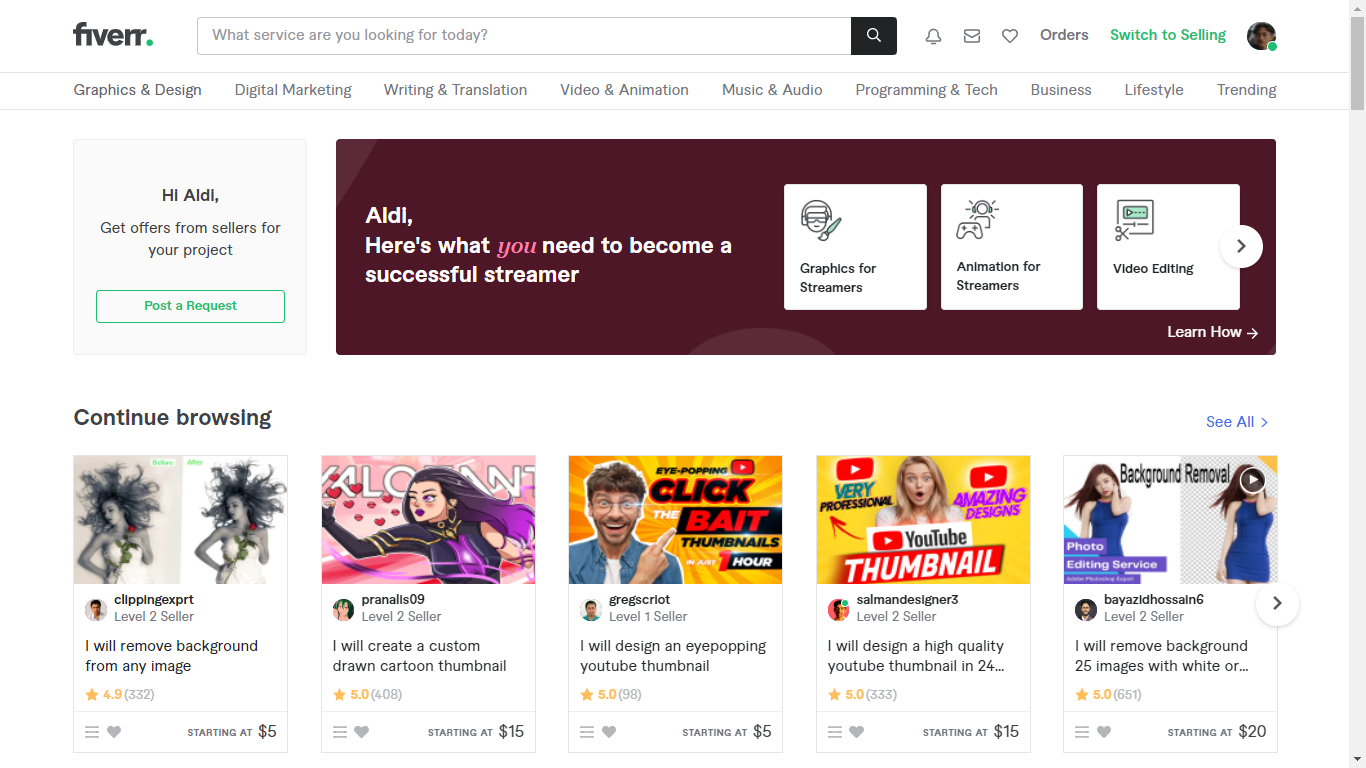 fiverr.
What service are you looking for today?
Orders
Switch to Selling
Graphics & Design
Digital Marketing
Writing & Translation
Video & Animation
Music & Audio
Programming & Tech
Business
Lifestyle
Trending
Hi Aldi,
Get offers from sellers for
your project
Post a Request
Aldi,
Here's what you need to become a
successful streamer
Graphics for
Streamers
Animation for
Streamers
Video Editing
Learn How →
Continue browsing
See All >
Before
After
clippingexprt
Level 2 Seller
I will remove background
from any image
4.9 (332)
STARTING AT $5
pranalis09
Level 2 Seller
I will create a custom
drawn cartoon thumbnail
5.0 (408)
STARTING AT $15
EYE-POPPING
CLICK
THE BAIT
THUMBNAILS
IN JUST 1 HOUR
gregscriot
Level 1 Seller
I will design an eyepopping
youtube thumbnail
5.0 (98)
STARTING AT $5
VERY
PROFESSIONAL
AMAZING
DESIGNS
YouTube
THUMBNAIL
salmandesigner3
Level 2 Seller
I will design a high quality
youtube thumbnail in 24...
5.0 (333)
STARTING AT $15
Background Removal
Photo
Editing Service
Adobe Photoshop Export
bayazidhossain6
Level 2 Seller
I will remove background
25 images with white or...
5.0 (651)
STARTING AT $20